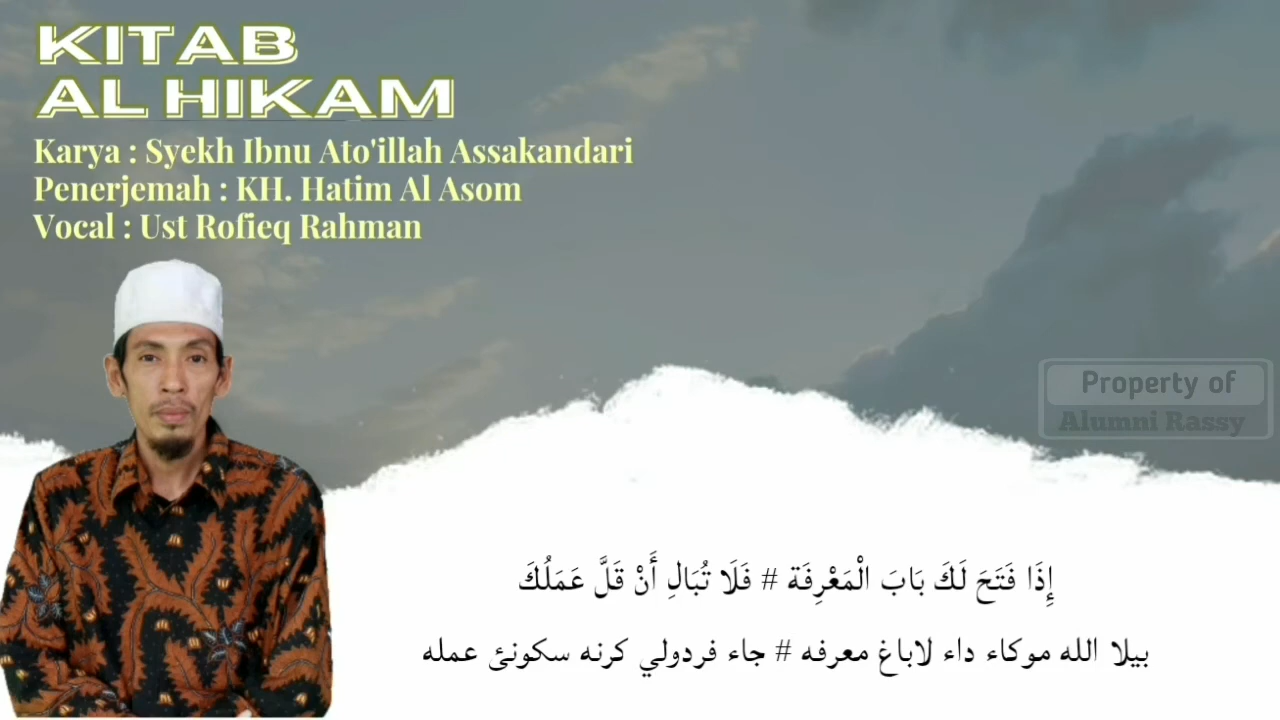 KITAB
AL HIKAM
Karya : Syekh Ibnu Ato'illah Assakandari
Penerjemah : KH. Hatim Al Asom
Vocal : Ust Rofieq Rahman
Property of
Alumni Rassy
إِذَا فَتَحَ لَكَ بَابَ الْمَعْرِفَة # فَلَا تُبَالِ أَنْ قَلَّ عَمَلُكَ
بيلا الله موكاء داء لاباغ معرفه # جاء فردولي كرنه سكونئ عمله